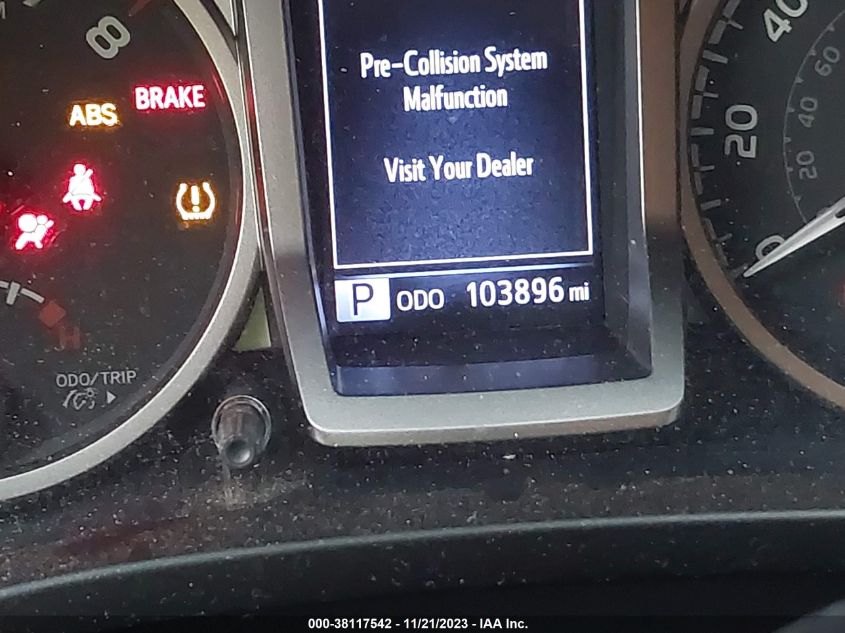 8
ABS BRAKE
H
ODO/TRIP
Pre-Collision System
Malfunction
Visit Your Dealer
P ODO 103896 mi
40
20
0
60
40
20
000-38117542 - 11/21/2023 - IAA Inc.